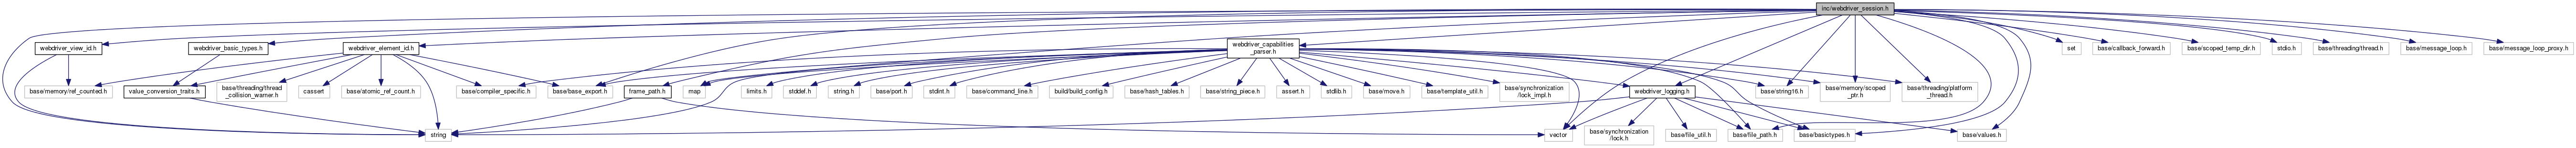 inc/webdriver_session.h
webdriver_view_id.h
webdriver_basic_types.h
webdriver_element_id.h
webdriver_capabilities
_parser.h
set
base/callback_forward.h
base/scoped_temp_dir.h
stdio.h
base/threading/thread.h
base/message_loop.h
base/message_loop_proxy.h
base/memory/ref_counted.h
value_conversion_traits.h
base/threading/thread
_collision_warner.h
cassert
base/atomic_ref_count.h
base/compiler_specific.h
base/base_export.h
frame_path.h
map
limits.h
stddef.h
string.h
base/port.h
stdint.h
base/command_line.h
build/build_config.h
base/hash_tables.h
base/string_piece.h
assert.h
stdlib.h
base/move.h
base/template_util.h
base/synchronization
/lock_impl.h
webdriver_logging.h
base/string16.h
base/memory/scoped
_ptr.h
base/threading/platform
_thread.h
string
vector
base/synchronization
/lock.h
base/file_util.h
base/file_path.h
base/basictypes.h
base/values.h